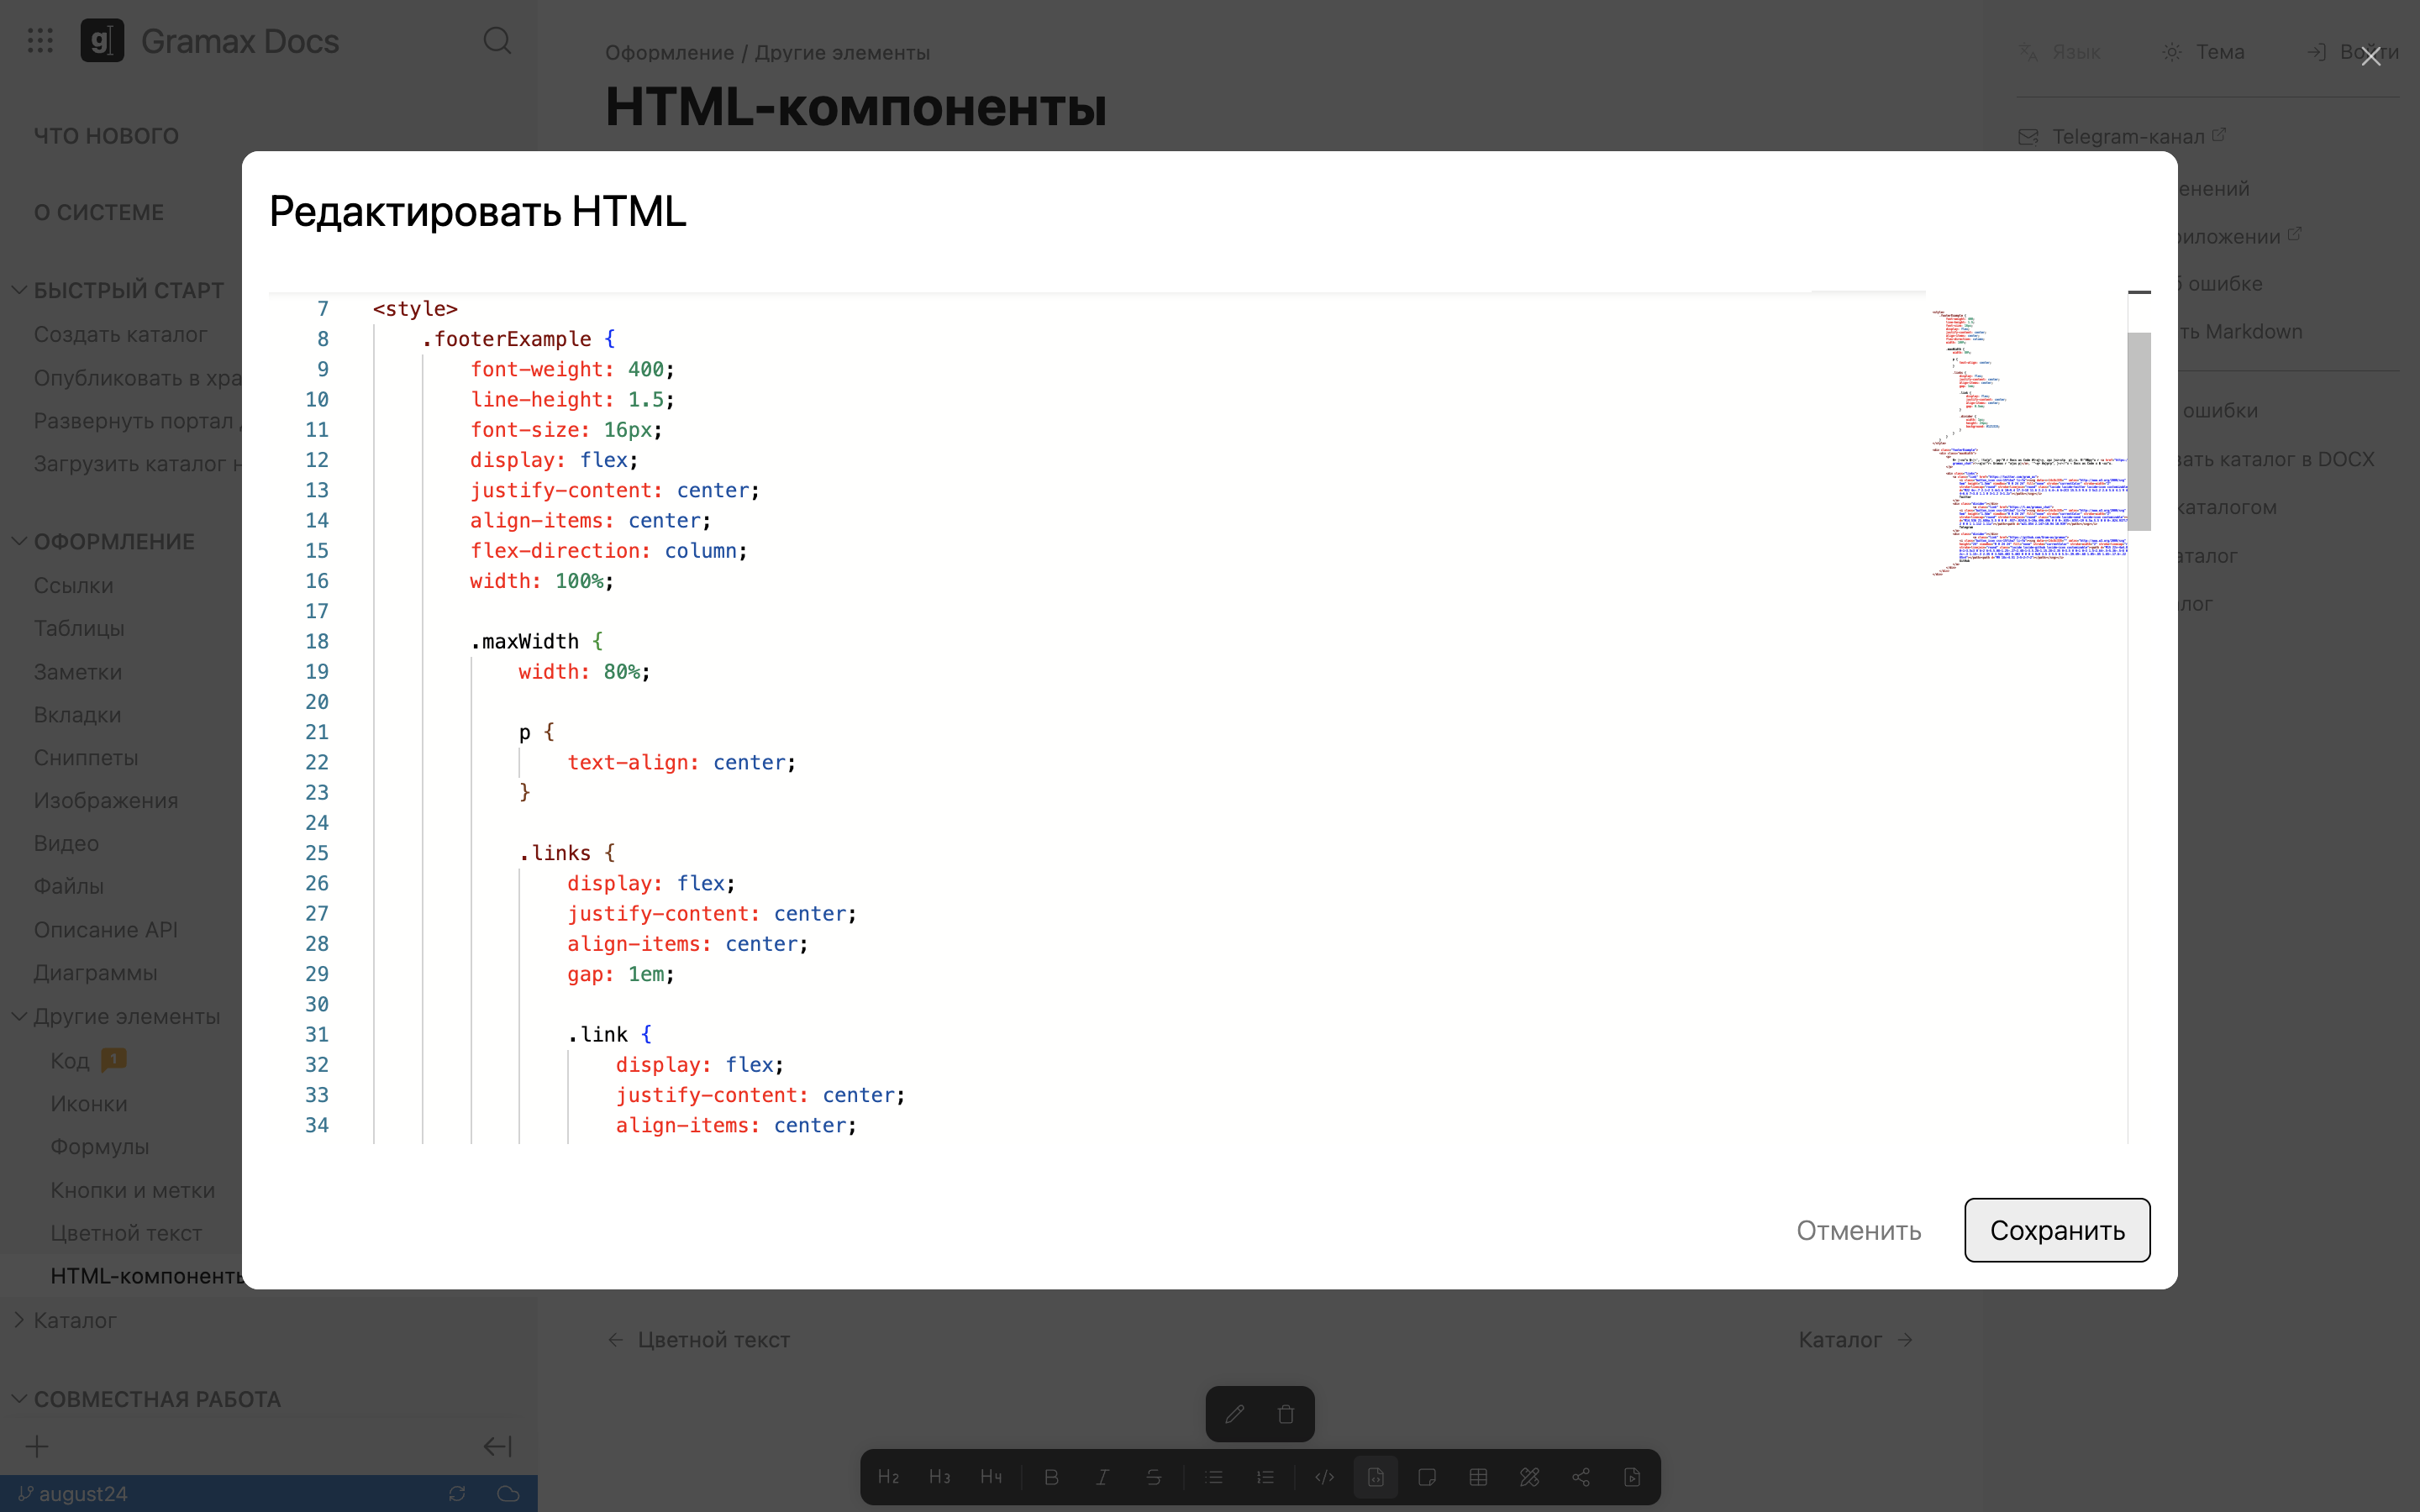 Gramax Docs
ЧТО НОВОГО
О СИСТЕМЕ
БЫСТРЫЙ СТАРТ
Создать каталог
Опубликовать в хра
Развернуть портал
Загрузить каталог
ОФОРМЛЕНИЕ
Ссылки
Таблицы
Заметки
Вкладки
Сниппеты
Изображения
Видео
Файлы
Описание API
Диаграммы
Другие элементы
Код 1
Иконки
Формулы
Кнопки и метки
Цветной текст
HTML-компоненты
Каталог
СОВМЕСТНАЯ РАБОТА
august24
Оформление / Другие элементы
HTML-компоненты
Редактировать HTML
7 <style>
8 .footerExample {
9 font-weight: 400;
10 line-height: 1.5;
11 font-size: 16px;
12 display: flex;
13 justify-content: center;
14 align-items: center;
15 flex-direction: column;
16 width: 100%;
17
18 .maxWidth {
19 width: 80%;
20
21 p {
22 text-align: center;
23 }
24
25 .links {
26 display: flex;
27 justify-content: center;
28 align-items: center;
29 gap: 1em;
30
31 .link {
32 display: flex;
33 justify-content: center;
34 align-items: center;
Отменить
Сохранить
← Цветной текст
Каталог →
H2 H3 H4 B I S
Язык
Тема
Войти
Telegram-канал
енений
риложении
б ошибке
ть Markdown
ошибки
вать каталог в DOCX
каталогом
аталог
лог